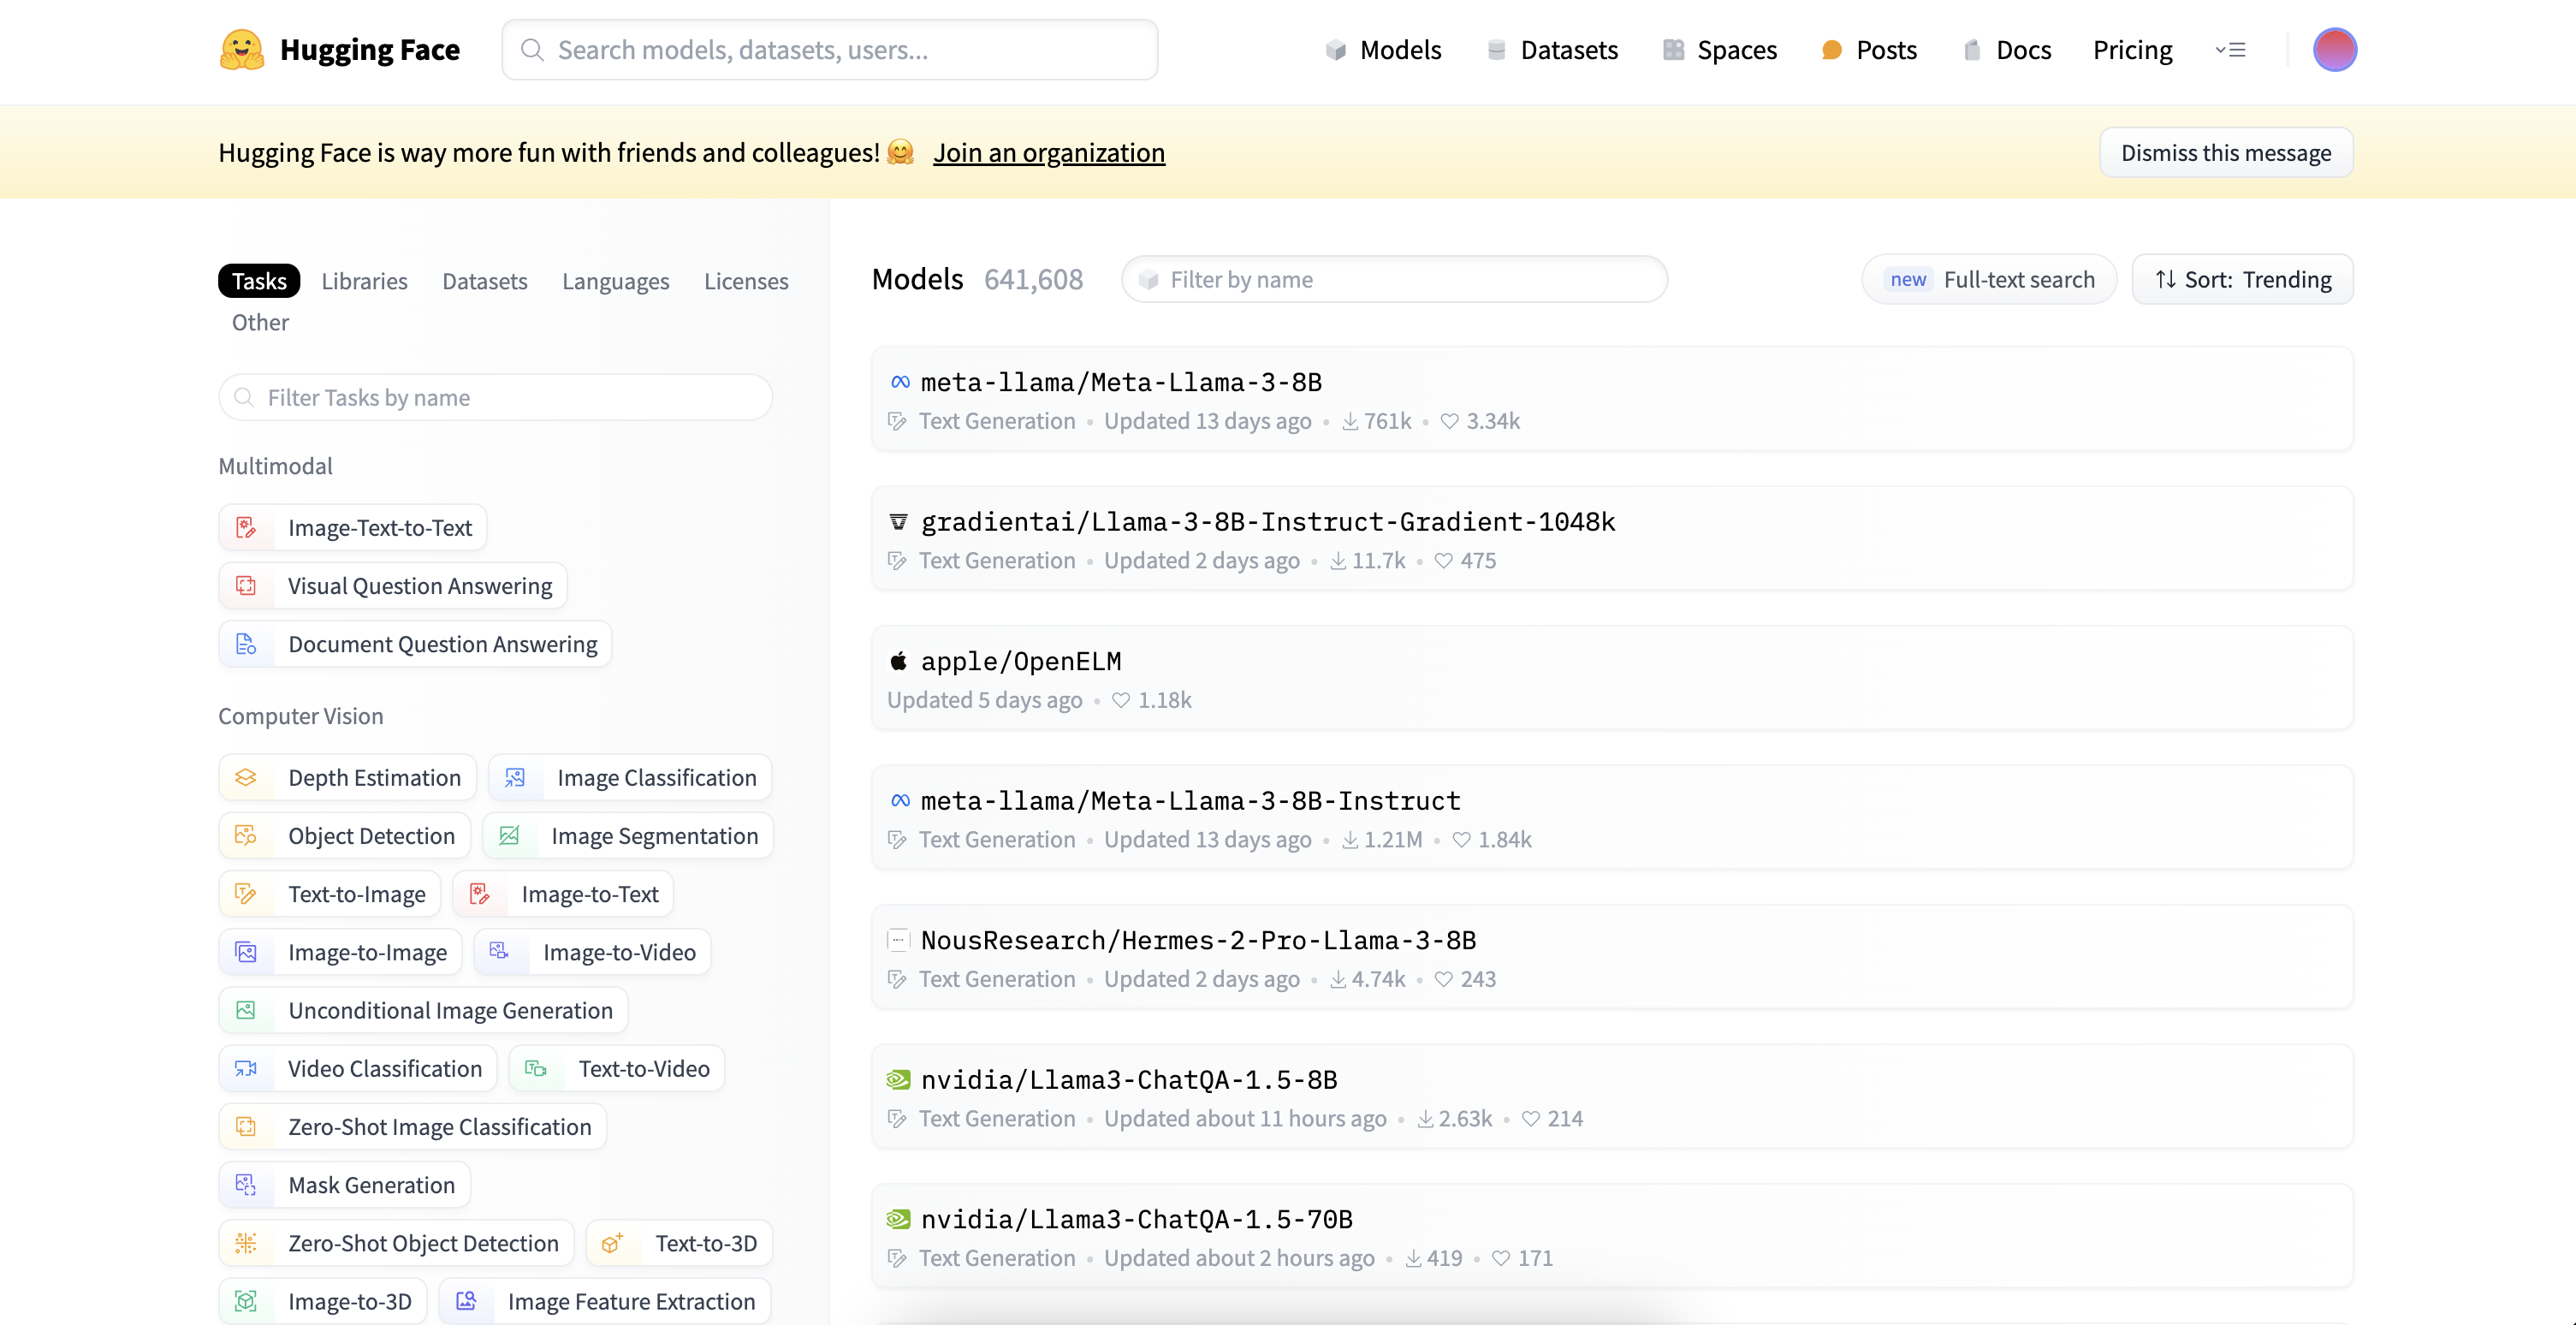 Hugging Face
Search models, datasets, users...
Models
Datasets
Spaces
Posts
Docs
Pricing
Hugging Face is way more fun with friends and colleagues! 🤗 Join an organization
Dismiss this message
Tasks Libraries Datasets Languages Licenses
Other
Filter Tasks by name
Multimodal
Image-Text-to-Text
Visual Question Answering
Document Question Answering
Computer Vision
Depth Estimation Image Classification
Object Detection Image Segmentation
Text-to-Image Image-to-Text
Image-to-Image Image-to-Video
Unconditional Image Generation
Video Classification Text-to-Video
Zero-Shot Image Classification
Mask Generation
Zero-Shot Object Detection Text-to-3D
Image-to-3D Image Feature Extraction
Models 641,608
Filter by name
new Full-text search
Sort: Trending
meta-llama/Meta-Llama-3-8B
Text Generation • Updated 13 days ago • 761k • 3.34k
gradientai/Llama-3-8B-Instruct-Gradient-1048k
Text Generation • Updated 2 days ago • 11.7k • 475
apple/OpenELM
Updated 5 days ago • 1.18k
meta-llama/Meta-Llama-3-8B-Instruct
Text Generation • Updated 13 days ago • 1.21M • 1.84k
NousResearch/Hermes-2-Pro-Llama-3-8B
Text Generation • Updated 2 days ago • 4.74k • 243
nvidia/Llama3-ChatQA-1.5-8B
Text Generation • Updated about 11 hours ago • 2.63k • 214
nvidia/Llama3-ChatQA-1.5-70B
Text Generation • Updated about 2 hours ago • 419 • 171